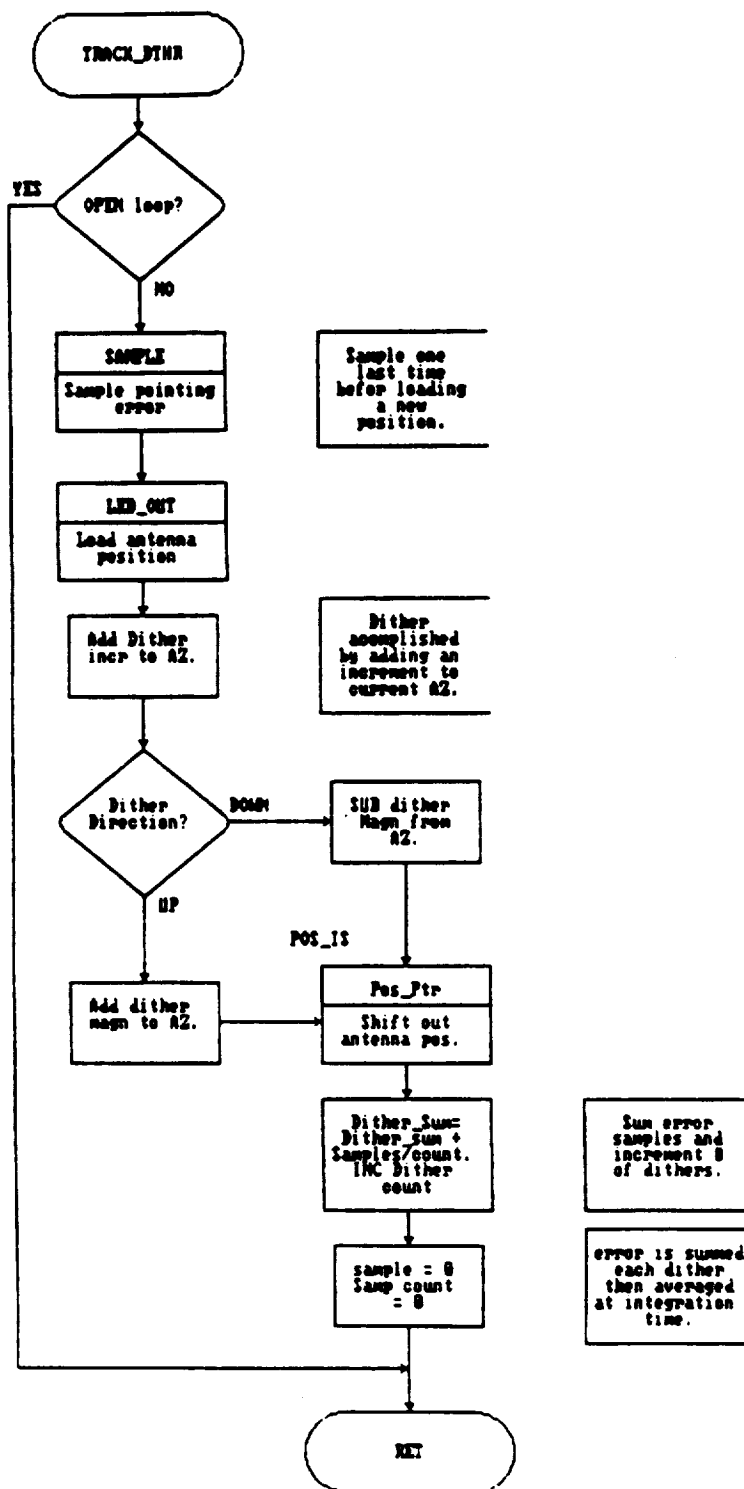 TRACK_DTHR
YES
OPEN loop?
NO
SAMPLE
Sample pointing
error
Sample one
last time
befor loading
a new
position.
LED_OUT
Load antenna
position
Add Dither
incr to AZ.
Dither
accomplished
by adding an
increment to
current AZ.
Dither
Direction?
DOWN
SUB dither
Magn from
AZ.
UP
POS_IS
Add dither
magn to AZ.
Pos_Ptr
Shift out
antenna pos.
Dither_Sum=
Dither_sum +
Samples/count.
INC Dither
count
Sum error
samples and
increment #
of dithers.
sample = 0
Samp count
= 0
error is summed
each dither
then averaged
at integration
time.
RET